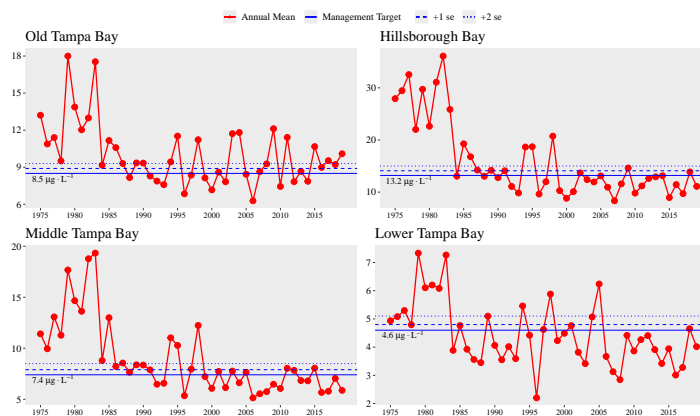 Annual Mean Management Target +1 se +2 se
Old Tampa Bay
18
15
12
9
6
8.5 μg · L⁻¹
1975 1980 1985 1990 1995 2000 2005 2010 2015
Hillsborough Bay
30
20
10
13.2 μg · L⁻¹
1975 1980 1985 1990 1995 2000 2005 2010 2015
Middle Tampa Bay
20
15
10
5
7.4 μg · L⁻¹
1975 1980 1985 1990 1995 2000 2005 2010 2015
Lower Tampa Bay
7
6
5
4
3
2
4.6 μg · L⁻¹
1975 1980 1985 1990 1995 2000 2005 2010 2015